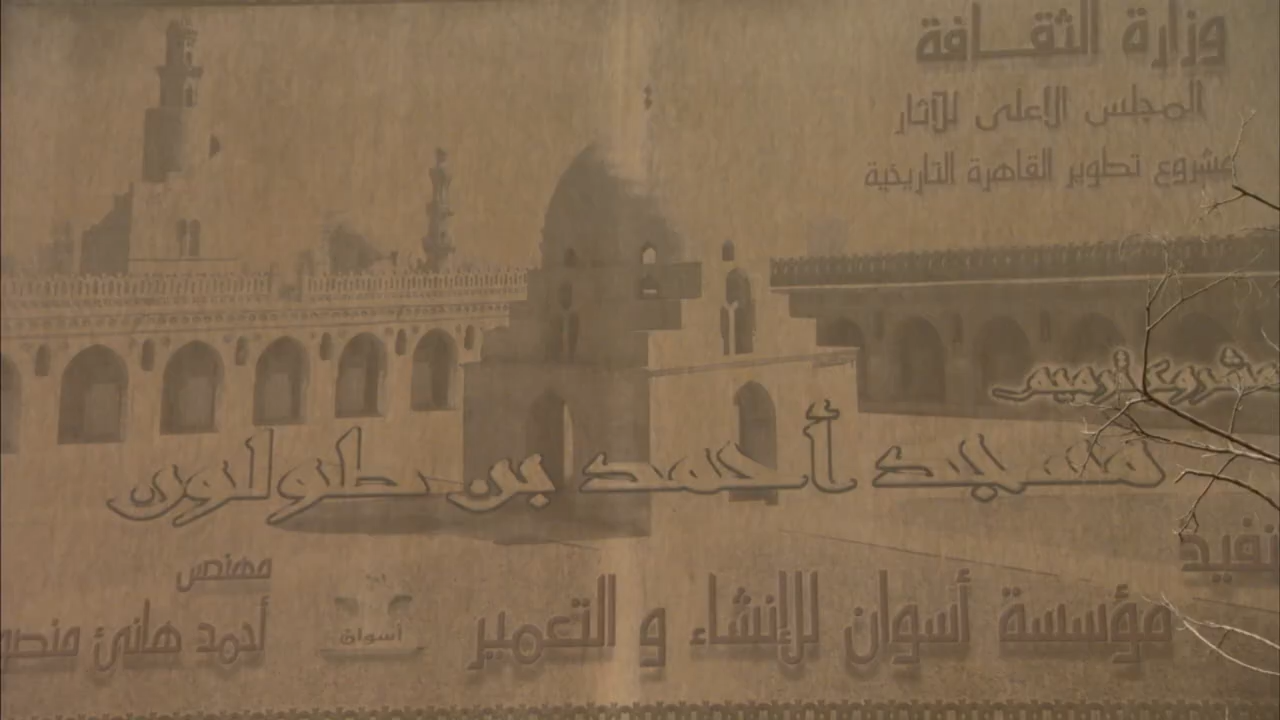 وزارة الثقافة
المجلس الاعلى للآثار
مشروع تطوير القاهرة التاريخية
مشروع ترميم
مسجد أحمد بن طولون
تنفيذ
مؤسسة أسوان للإنشاء و التعمير
أسوان
مهندس
أحمد هانئ منصور